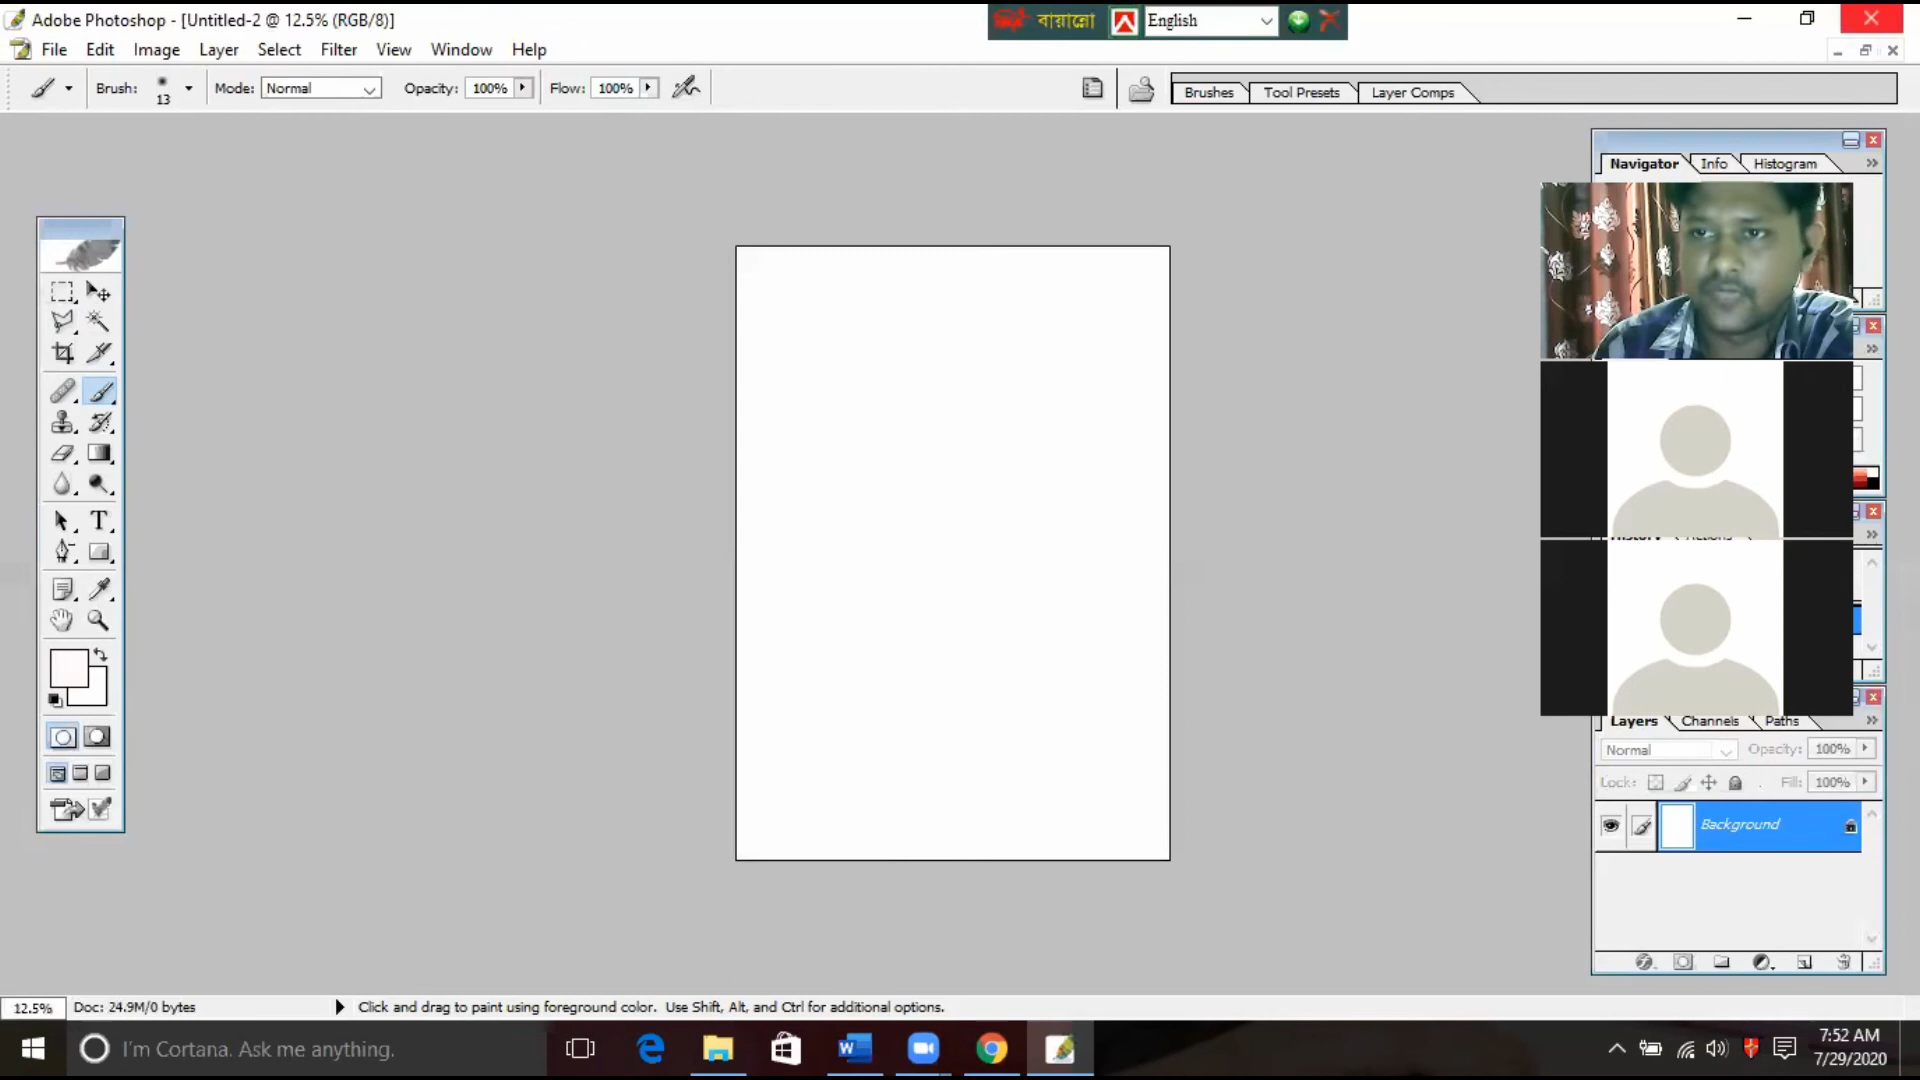 Adobe Photoshop - [Untitled-2 @ 12.5% (RGB/8)]
বায়ান্নো
English
File Edit Image Layer Select Filter View Window Help
Brush: 13 Mode: Normal Opacity: 100% Flow: 100%
Brushes Tool Presets Layer Comps
Navigator Info Histogram
T
Layers Channels Paths
Normal Opacity: 100%
Lock: Fill: 100%
Background
12.5% Doc: 24.9M/0 bytes Click and drag to paint using foreground color. Use Shift, Alt, and Ctrl for additional options.
I'm Cortana. Ask me anything.
7:52 AM
7/29/2020